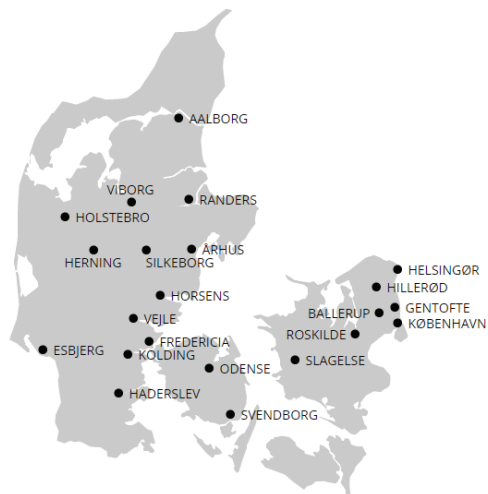 AALBORG
VIBORG
RANDERS
HOLSTEBRO
ÅRHUS
HERNING
SILKEBORG
HELSINGØR
HILLERØD
HORSENS
GENTOFTE
BALLERUP
VEJLE
KØBENHAVN
ROSKILDE
FREDERICIA
ESBJERG
KOLDING
SLAGELSE
ODENSE
HADERSLEV
SVENDBORG